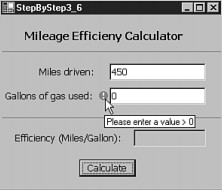 StepByStep3_6
Mileage Efficieny Calculator
Miles driven: 450
Gallons of gas used: 0
Please enter a value > 0
Efficiency (Miles/Gallon):
Calculate